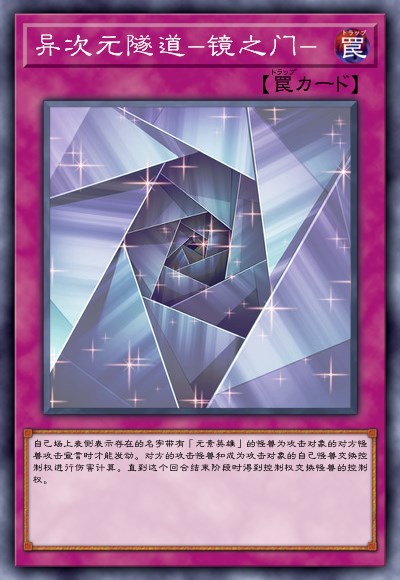 异次元隧道-镜之门-
トラップ
罠
トラップ
【罠カード】
自己场上表侧表示存在的名字带有「元素英雄」的怪兽为攻击对象的对方怪
兽攻击宣言时才能发动。对方的攻击怪兽和成为攻击对象的自己怪兽交换控
制权进行伤害计算。直到这个回合结束阶段时得到控制权交换怪兽的控制
权。